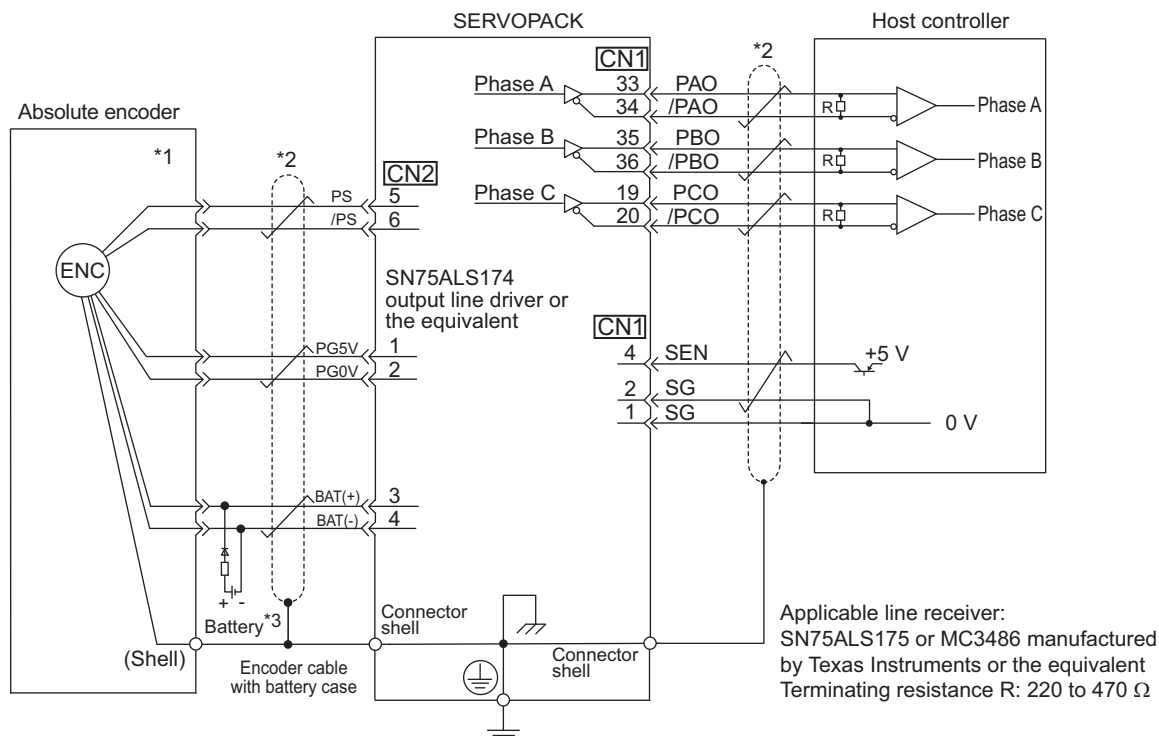 SERVOPACK
Host controller
Absolute encoder
*1
*2
CN2
PS 5
/PS 6
ENC
PG5V 1
PG0V 2
BAT(+) 3
BAT(-) 4
+ -
Battery*3
(Shell)
Encoder cable
with battery case
Connector
shell
SN75ALS174
output line driver or
the equivalent
CN1
*2
Phase A 33 PAO R Phase A
34 /PAO
Phase B 35 PBO R Phase B
36 /PBO
Phase C 19 PCO R Phase C
20 /PCO
CN1
4 SEN +5 V
2 SG
1 SG 0 V
Connector
shell
Applicable line receiver:
SN75ALS175 or MC3486 manufactured
by Texas Instruments or the equivalent
Terminating resistance R: 220 to 470 Ω